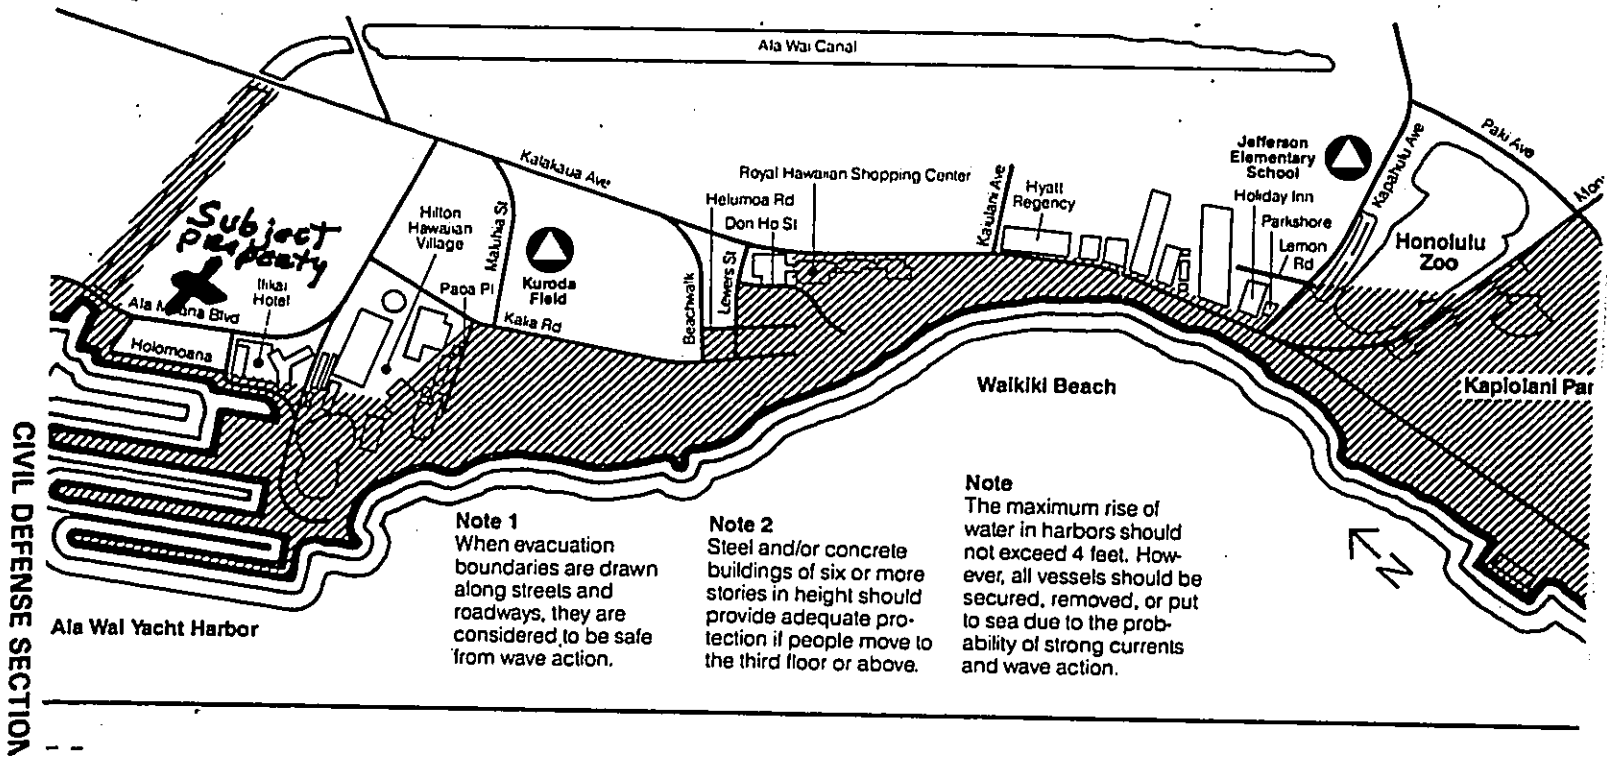 Ala Wai Canal
Kalakaua Ave
Subject
Property
Ala Moana Blvd
Ilikai
Hotel
Holomoana
Hilton
Hawaiian
Village
Maluhia St
Paoa Pl
Kuroda
Field
Kaka Rd
Beachwalk
Helumoa Rd
Don Ho St
Lewers St
Royal Hawaiian Shopping Center
Kaiulani Ave
Hyatt
Regency
Jefferson
Elementary
School
Holiday Inn
Parkshore
Lemon
Rd
Kapahulu Ave
Paki Ave
Mon
Honolulu
Zoo
Kapiolani Par
Waikiki Beach
Ala Wai Yacht Harbor
Note 1
When evacuation
boundaries are drawn
along streets and
roadways, they are
considered to be safe
from wave action.
Note 2
Steel and/or concrete
buildings of six or more
stories in height should
provide adequate pro-
tection if people move to
the third floor or above.
Note
The maximum rise of
water in harbors should
not exceed 4 feet. How-
ever, all vessels should be
secured, removed, or put
to sea due to the prob-
ability of strong currents
and wave action.
N
CIVIL DEFENSE SECTION